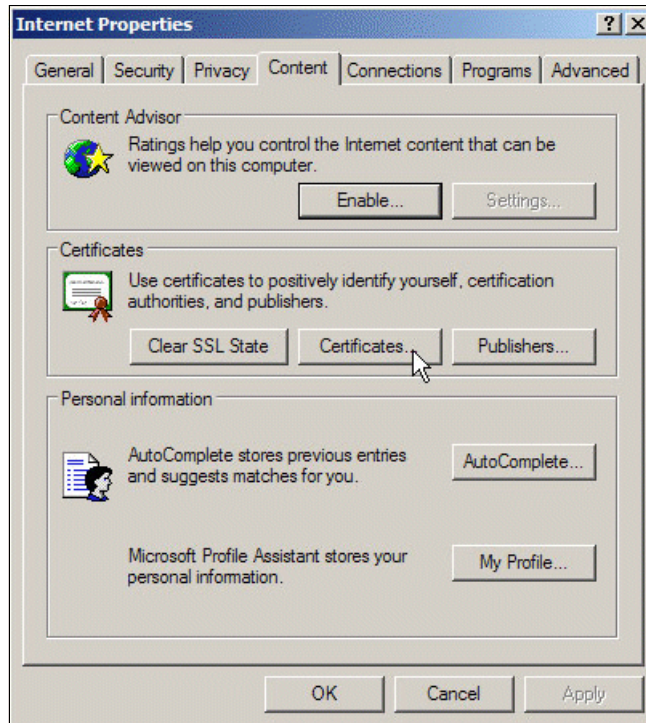 Internet Properties
General Security Privacy Content Connections Programs Advanced
Content Advisor
Ratings help you control the Internet content that can be
viewed on this computer.
Enable... Settings...
Certificates
Use certificates to positively identify yourself, certification
authorities, and publishers.
Clear SSL State Certificates... Publishers...
Personal information
AutoComplete stores previous entries
and suggests matches for you.
AutoComplete...
Microsoft Profile Assistant stores your
personal information.
My Profile...
OK Cancel Apply